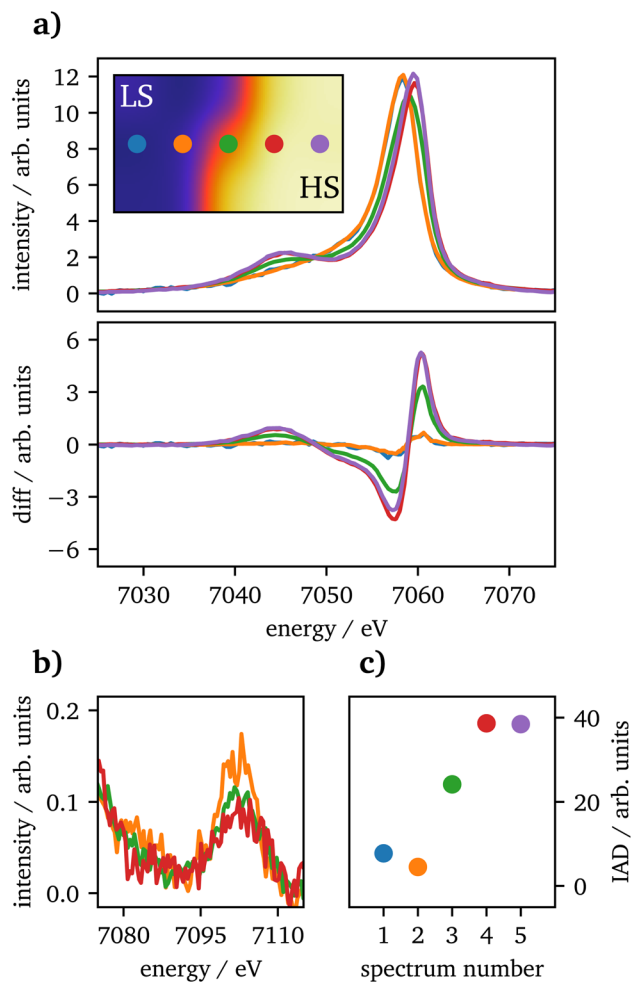 a)
intensity / arb. units
12
10
8
6
4
2
0
LS
HS
diff / arb. units
6
3
0
−3
−6
7030 7040 7050 7060 7070
energy / eV
b)
intensity / arb. units
0.2
0.1
0.0
7080 7095 7110
energy / eV
c)
40
20
0
IAD / arb. units
1 2 3 4 5
spectrum number